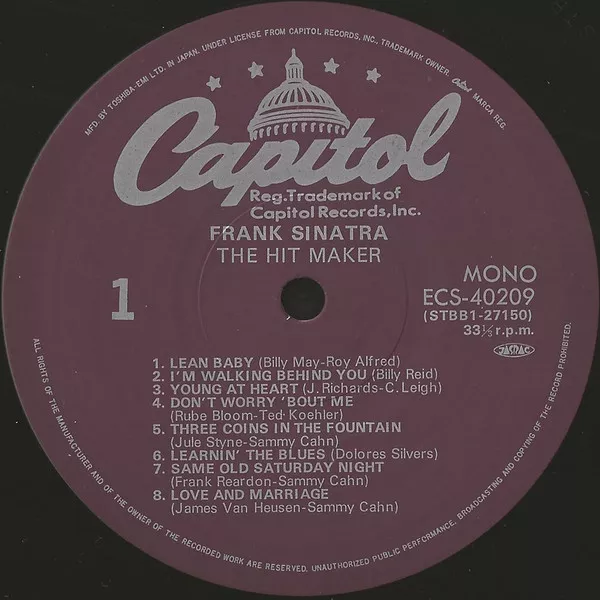 MFD. BY TOSHIBA-EMI LTD. IN JAPAN, UNDER LICENSE FROM CAPITOL RECORDS, INC., TRADEMARK OWNER. Capitol MARCA REG.
Capitol
Reg.Trademark of
Capitol Records,Inc.
FRANK SINATRA
THE HIT MAKER
1
MONO
ECS-40209
(STBB1-27150)
33⅓r.p.m.
JASRAC
1. LEAN BABY (Billy May-Roy Alfred)
2. I'M WALKING BEHIND YOU (Billy Reid)
3. YOUNG AT HEART (J. Richards-C. Leigh)
4. DON'T WORRY 'BOUT ME
(Rube Bloom-Ted Koehler)
5. THREE COINS IN THE FOUNTAIN
(Jule Styne-Sammy Cahn)
6. LEARNIN' THE BLUES (Dolores Silvers)
7. SAME OLD SATURDAY NIGHT
(Frank Reardon-Sammy Cahn)
8. LOVE AND MARRIAGE
(James Van Heusen-Sammy Cahn)
ALL RIGHTS OF THE MANUFACTURER AND OF THE OWNER OF THE RECORDED WORK ARE RESERVED. UNAUTHORIZED PUBLIC PERFORMANCE, BROADCASTING AND COPYING OF THE RECORD PROHIBITED.